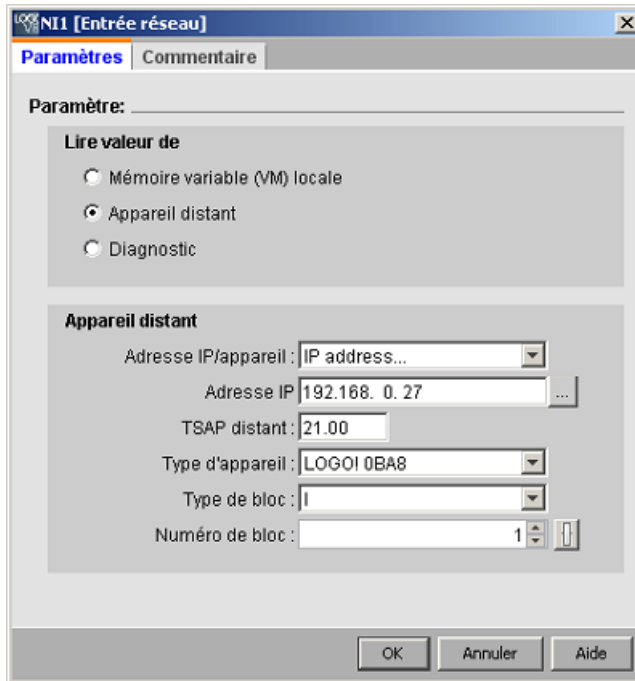 NI1 [Entrée réseau]
Paramètres Commentaire
Paramètre:
Lire valeur de
Mémoire variable (VM) locale
Appareil distant
Diagnostic
Appareil distant
Adresse IP/appareil : IP address...
Adresse IP 192.168. 0. 27 ...
TSAP distant : 21.00
Type d'appareil : LOGO! 0BA8
Type de bloc : I
Numéro de bloc : 1
OK Annuler Aide